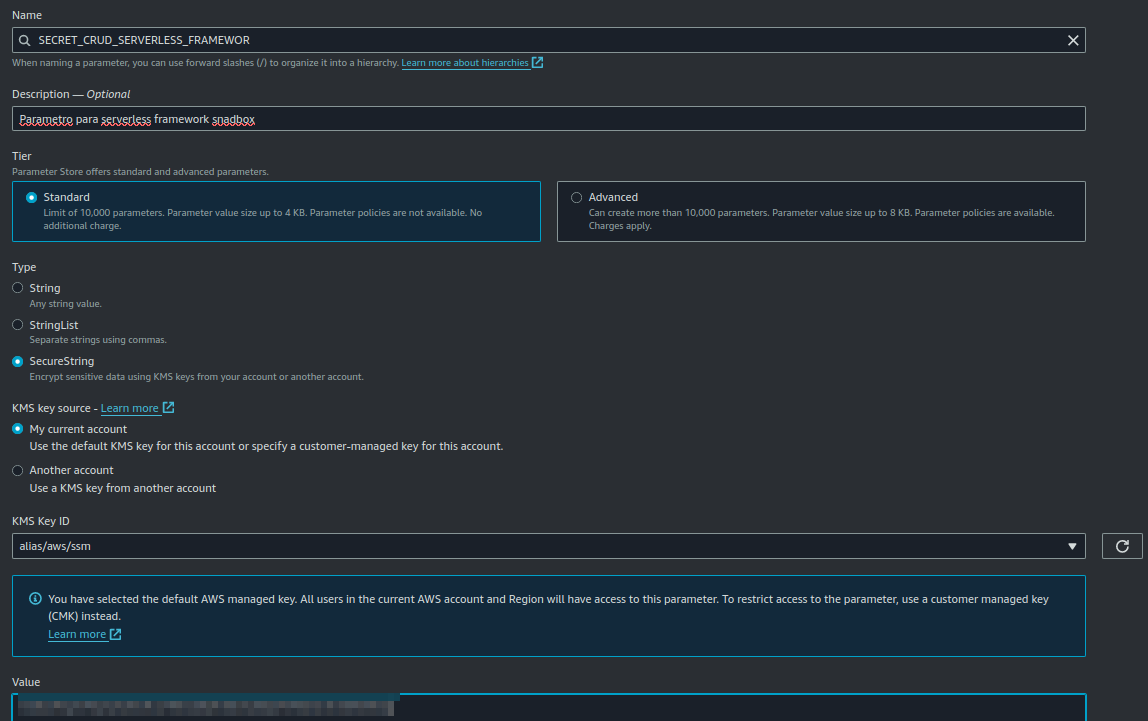 Name
SECRET_CRUD_SERVERLESS_FRAMEWOR
When naming a parameter, you can use forward slashes (/) to organize it into a hierarchy. Learn more about hierarchies
Description — Optional
Parametro para serverless framework snadbox
Tier
Parameter Store offers standard and advanced parameters.
Standard
Limit of 10,000 parameters. Parameter value size up to 4 KB. Parameter policies are not available. No
additional charge.
Advanced
Can create more than 10,000 parameters. Parameter value size up to 8 KB. Parameter policies are available.
Charges apply.
Type
String
Any string value.
StringList
Separate strings using commas.
SecureString
Encrypt sensitive data using KMS keys from your account or another account.
KMS key source - Learn more
My current account
Use the default KMS key for this account or specify a customer-managed key for this account.
Another account
Use a KMS key from another account
KMS Key ID
alias/aws/ssm
You have selected the default AWS managed key. All users in the current AWS account and Region will have access to this parameter. To restrict access to the parameter, use a customer managed key
(CMK) instead.
Learn more
Value